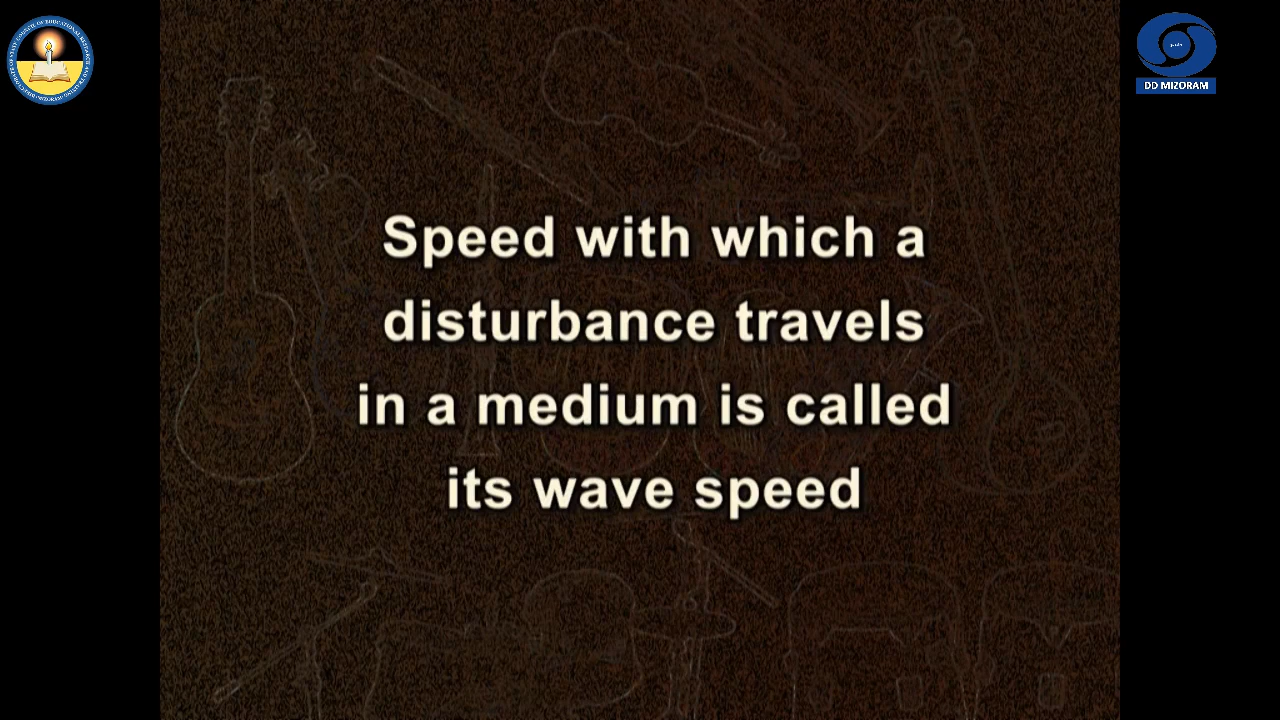 DD MIZORAM
Speed with which a
disturbance travels
in a medium is called
its wave speed